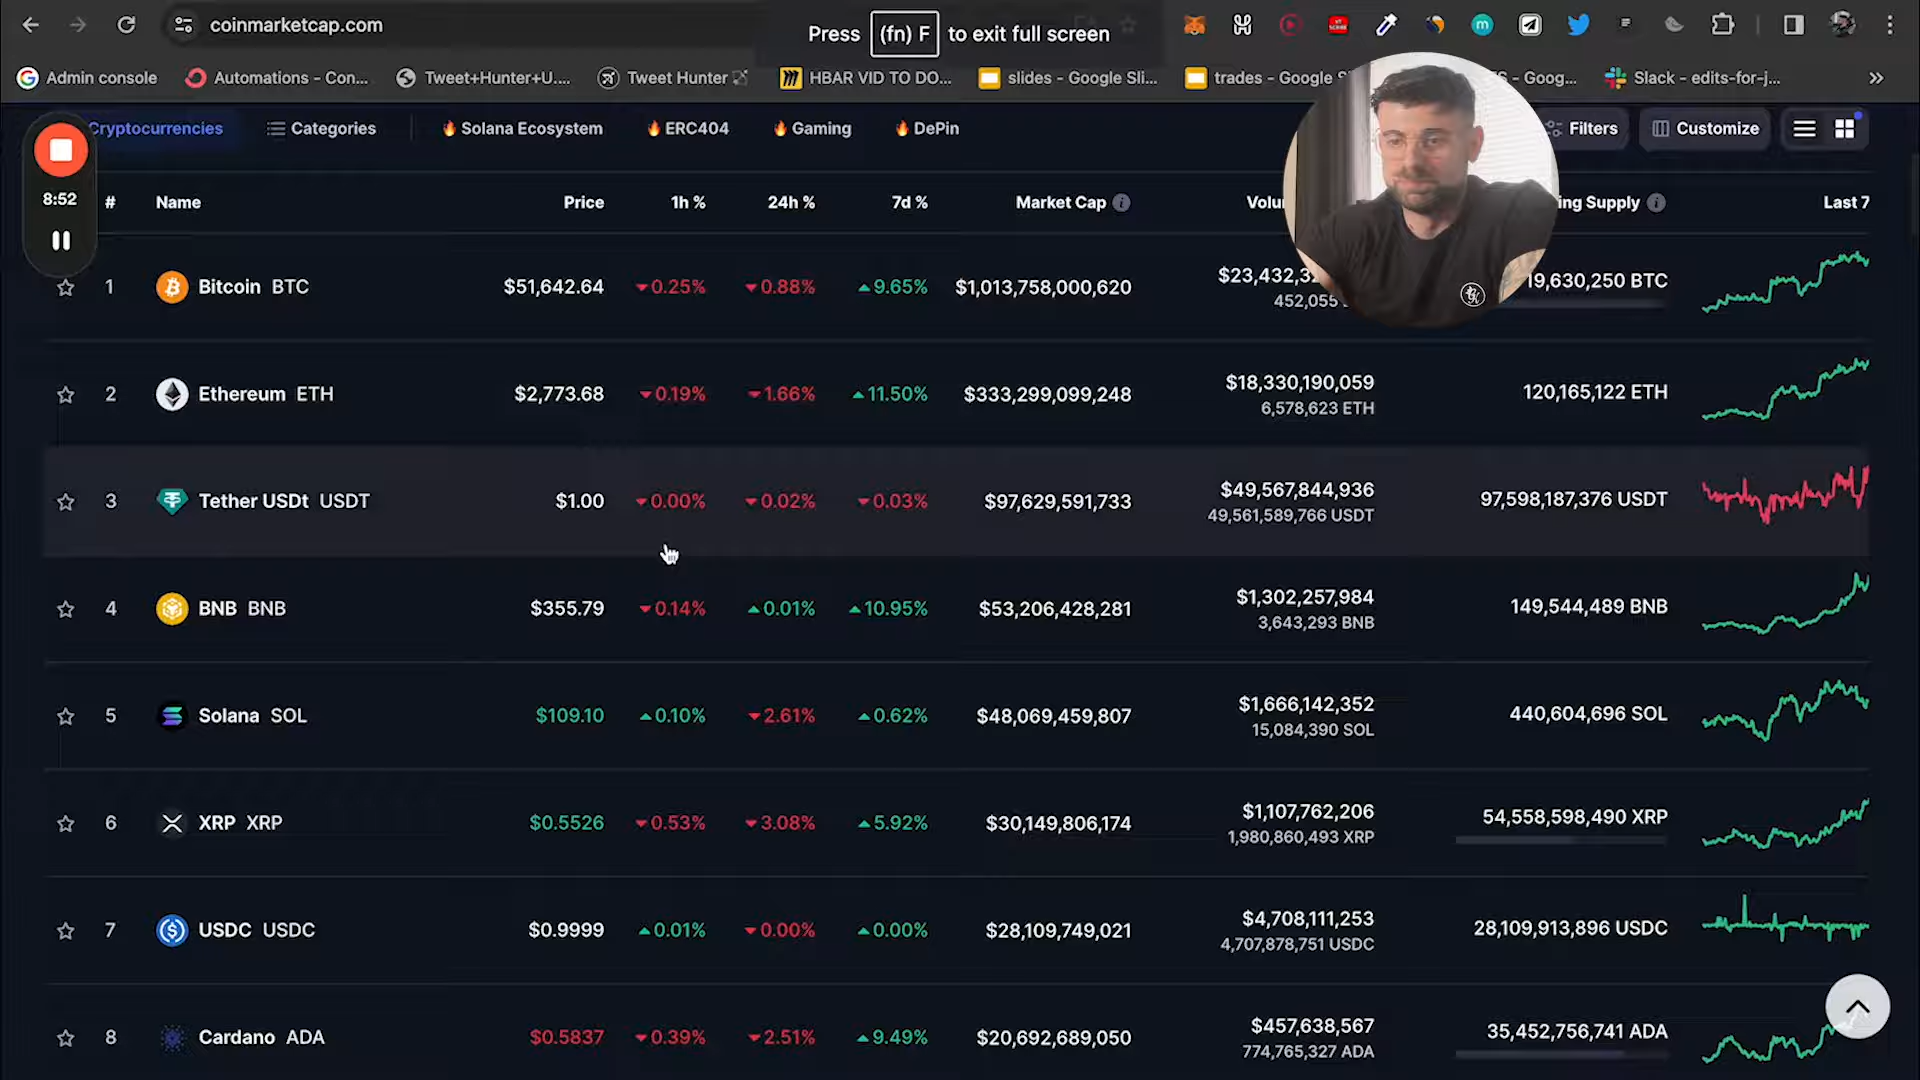 coinmarketcap.com
Press (fn) F to exit full screen
Admin console
Automations - Con...
Tweet+Hunter+U....
Tweet Hunter
HBAR VID TO DO...
slides - Google Sli...
trades - Google
- Goog...
Slack - edits-for-j...
Cryptocurrencies
Categories
Solana Ecosystem
ERC404
Gaming
DePin
Filters
Customize
8:52
# Name Price 1h % 24h % 7d % Market Cap ing Supply Last 7
1 Bitcoin BTC $51,642.64 0.25% 0.88% 9.65% $1,013,758,000,620 19,630,250 BTC
452,055
2 Ethereum ETH $2,773.68 0.19% 1.66% 11.50% $333,299,099,248 $18,330,190,059 120,165,122 ETH
6,578,623 ETH
3 Tether USDt USDT $1.00 0.00% 0.02% 0.03% $97,629,591,733 $49,567,844,936 97,598,187,376 USDT
49,561,589,766 USDT
4 BNB BNB $355.79 0.14% 0.01% 10.95% $53,206,428,281 $1,302,257,984 149,544,489 BNB
3,643,293 BNB
5 Solana SOL $109.10 0.10% 2.61% 0.62% $48,069,459,807 $1,666,142,352 440,604,696 SOL
15,084,390 SOL
6 XRP XRP $0.5526 0.53% 3.08% 5.92% $30,149,806,174 $1,107,762,206 54,558,598,490 XRP
1,980,860,493 XRP
7 USDC USDC $0.9999 0.01% 0.00% 0.00% $28,109,749,021 $4,708,111,253 28,109,913,896 USDC
4,707,878,751 USDC
8 Cardano ADA $0.5837 0.39% 2.51% 9.49% $20,692,689,050 $457,638,567 35,452,756,741 ADA
774,765,327 ADA